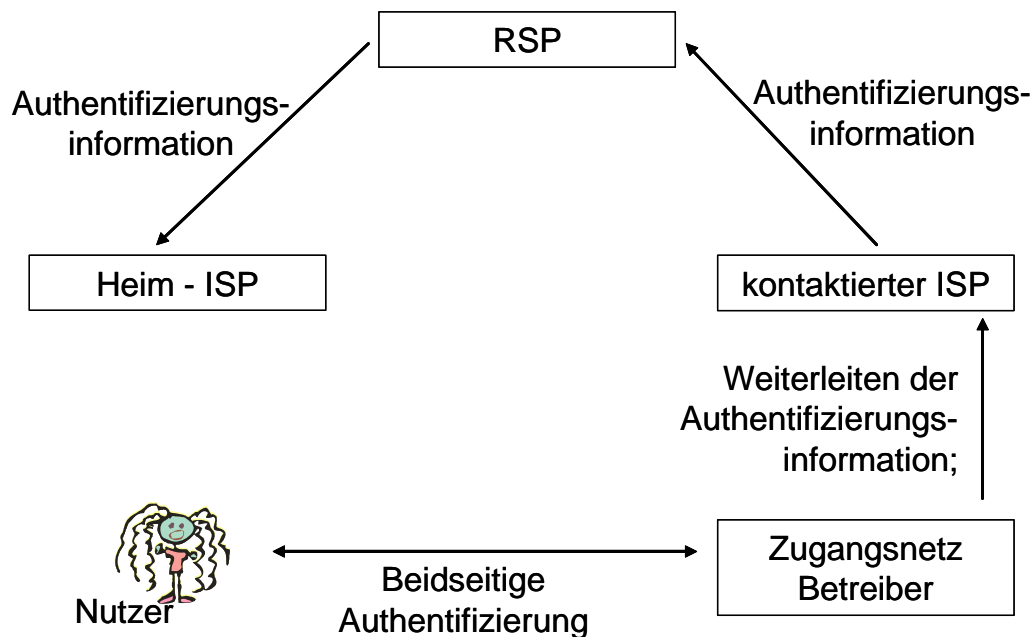 RSP
Authentifizierungs-
information
Authentifizierungs-
information
Heim - ISP
kontaktierter ISP
Weiterleiten der
Authentifizierungs-
information;
Nutzer
Beidseitige
Authentifizierung
Zugangsnetz
Betreiber